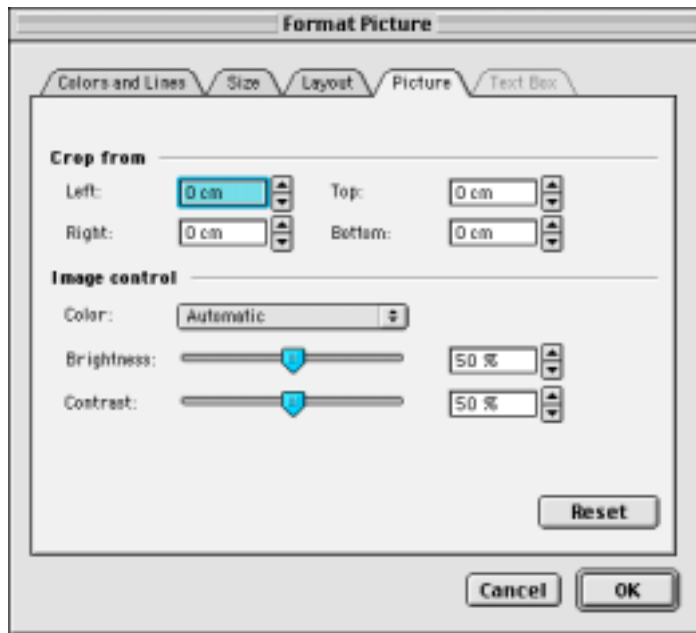 Format Picture
Colors and Lines Size Layout Picture Text Box
Crop from
Left: 0 cm Top: 0 cm
Right: 0 cm Bottom: 0 cm
Image control
Color: Automatic
Brightness: 50 %
Contrast: 50 %
Reset
Cancel OK